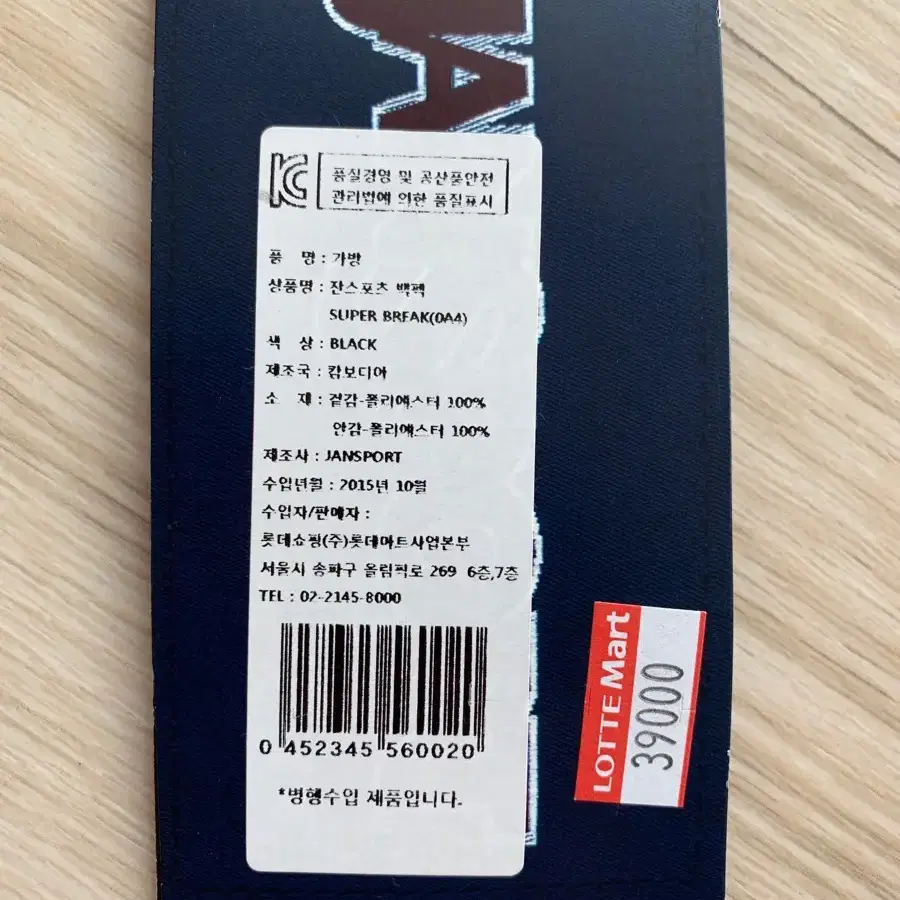 JA
KC
품질경영 및 공산품안전
관리법에 의한 품질표시
품 명 : 가방
상품명 : 잔스포츠 백팩
SUPER BREAK(0A4)
색 상 : BLACK
제조국 : 캄보디아
소 재 : 겉감-폴리에스터 100%
안감-폴리에스터 100%
제조사 : JANSPORT
수입년월 : 2015년 10월
수입자/판매자 :
롯데쇼핑(주)롯데마트사업본부
서울시 송파구 올림픽로 269 6층,7층
TEL : 02-2145-8000
0 452345 560020
*병행수입 제품입니다.
LOTTE Mart
39000